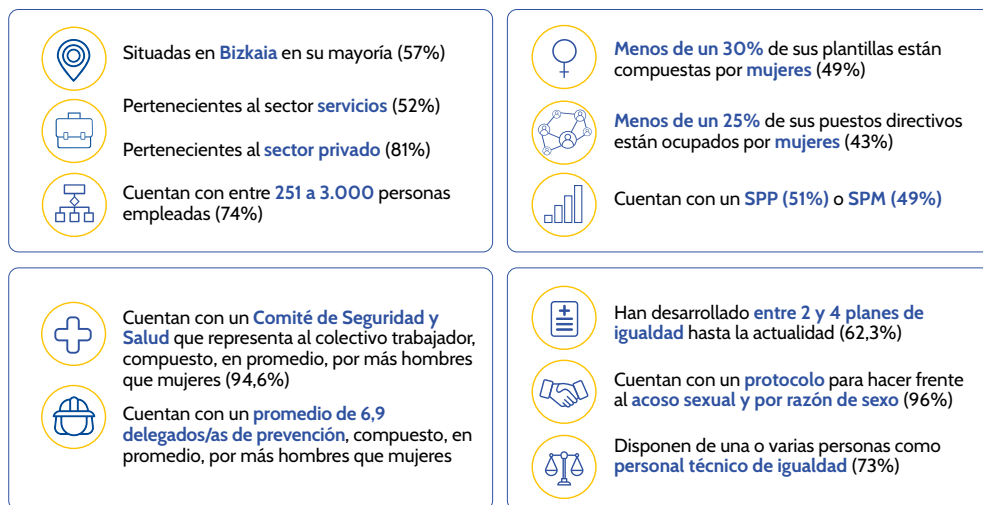 Situadas en Bizkaia en su mayoría (57%)
Pertenecientes al sector servicios (52%)
Pertenecientes al sector privado (81%)
Cuentan con entre 251 a 3.000 personas
empleadas (74%)
Menos de un 30% de sus plantillas están
compuestas por mujeres (49%)
Menos de un 25% de sus puestos directivos
están ocupados por mujeres (43%)
Cuentan con un SPP (51%) o SPM (49%)
Cuentan con un Comité de Seguridad y
Salud que representa al colectivo trabajador,
compuesto, en promedio, por más hombres
que mujeres (94,6%)
Cuentan con un promedio de 6,9
delegados/as de prevención, compuesto, en
promedio, por más hombres que mujeres
Han desarrollado entre 2 y 4 planes de
igualdad hasta la actualidad (62,3%)
Cuentan con un protocolo para hacer frente
al acoso sexual y por razón de sexo (96%)
Disponen de una o varias personas como
personal técnico de igualdad (73%)